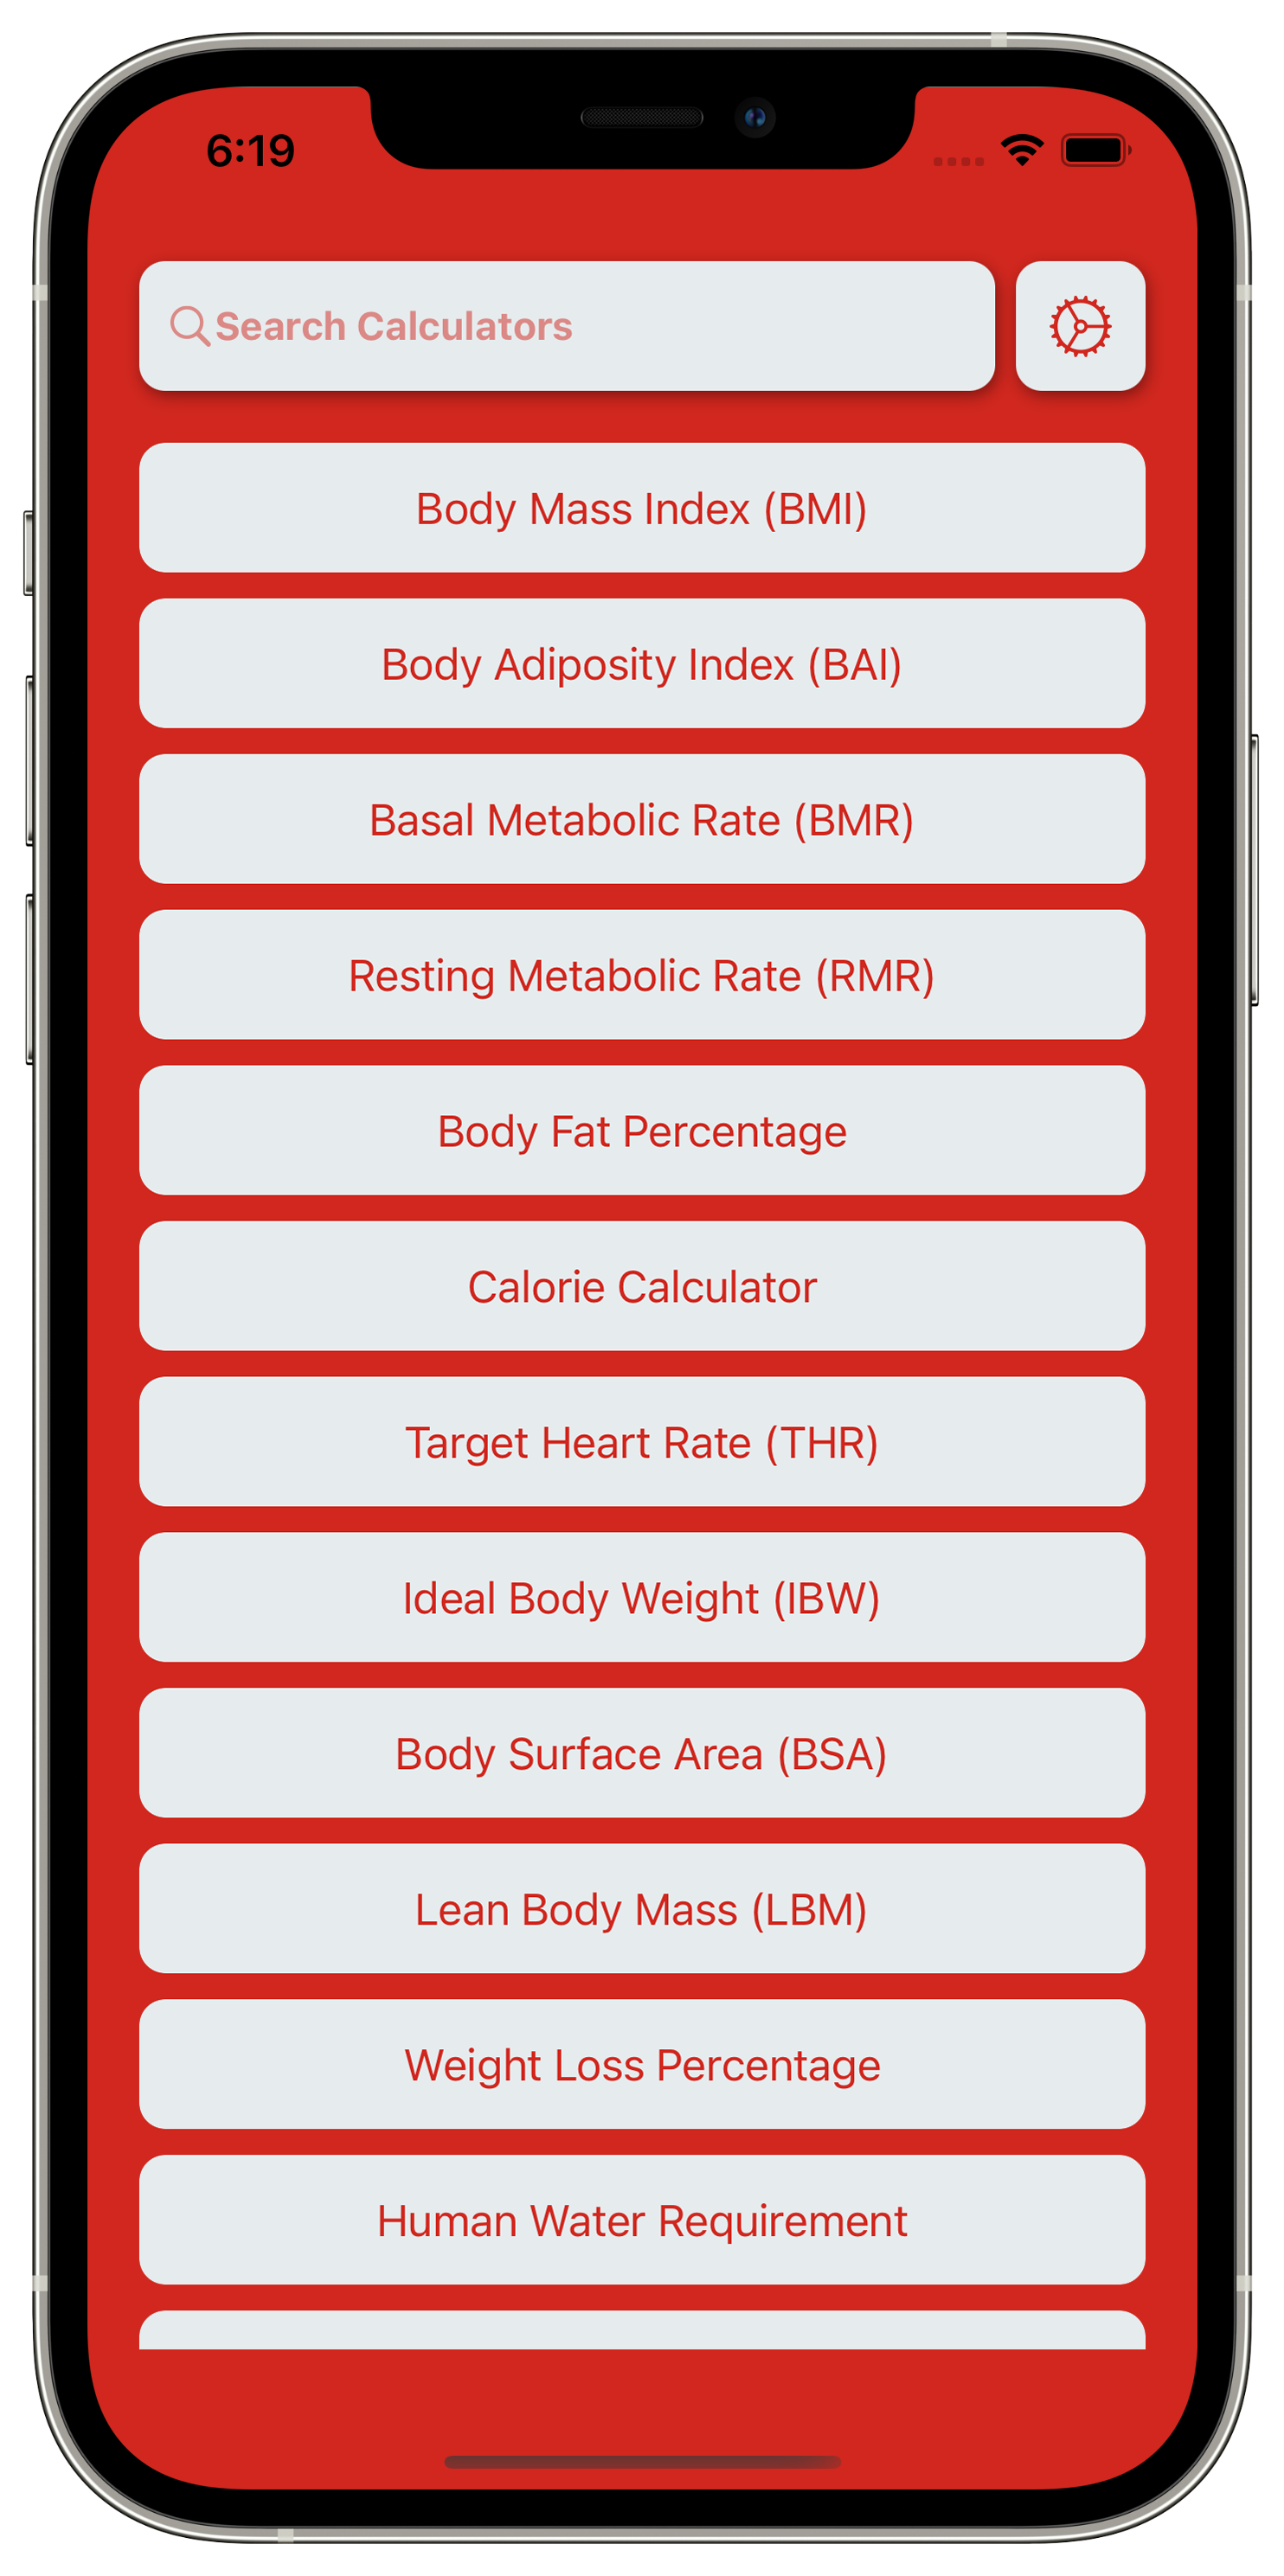 6:19
Search Calculators
Body Mass Index (BMI)
Body Adiposity Index (BAI)
Basal Metabolic Rate (BMR)
Resting Metabolic Rate (RMR)
Body Fat Percentage
Calorie Calculator
Target Heart Rate (THR)
Ideal Body Weight (IBW)
Body Surface Area (BSA)
Lean Body Mass (LBM)
Weight Loss Percentage
Human Water Requirement